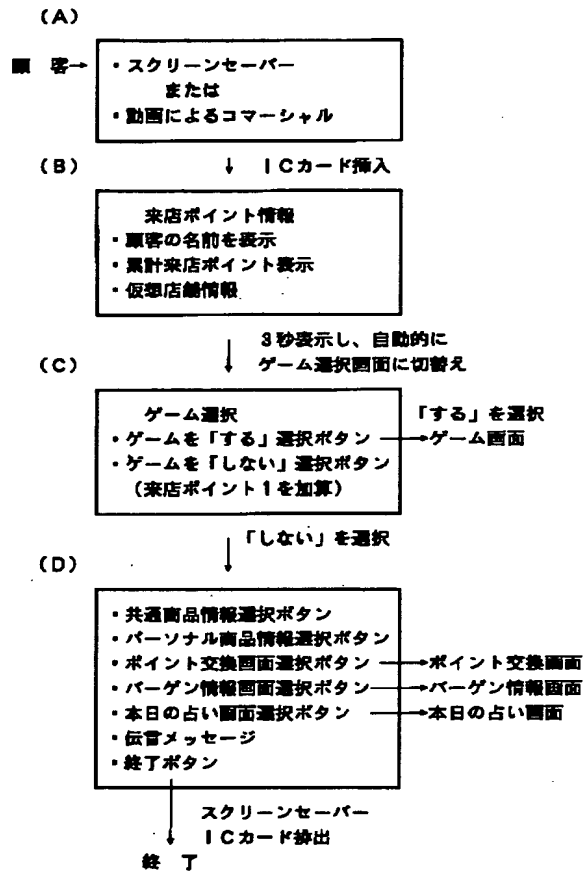 (A)
顧 客→
・スクリーンセーバー
または
・動画によるコマーシャル
(B)
↓ ICカード挿入
来店ポイント情報
・顧客の名前を表示
・累計来店ポイント表示
・仮想店舗情報
3秒表示し、自動的に
ゲーム選択画面に切替え
(C)
ゲーム選択
「する」を選択
・ゲームを「する」選択ボタン→ゲーム画面
・ゲームを「しない」選択ボタン
(来店ポイント1を加算)
「しない」を選択
(D)
・共通商品情報選択ボタン
・パーソナル商品情報選択ボタン
・ポイント交換画面選択ボタン→ポイント交換画面
・バーゲン情報画面選択ボタン→バーゲン情報画面
・本日の占い画面選択ボタン→本日の占い画面
・伝言メッセージ
・終了ボタン
スクリーンセーバー
ICカード排出
終 了